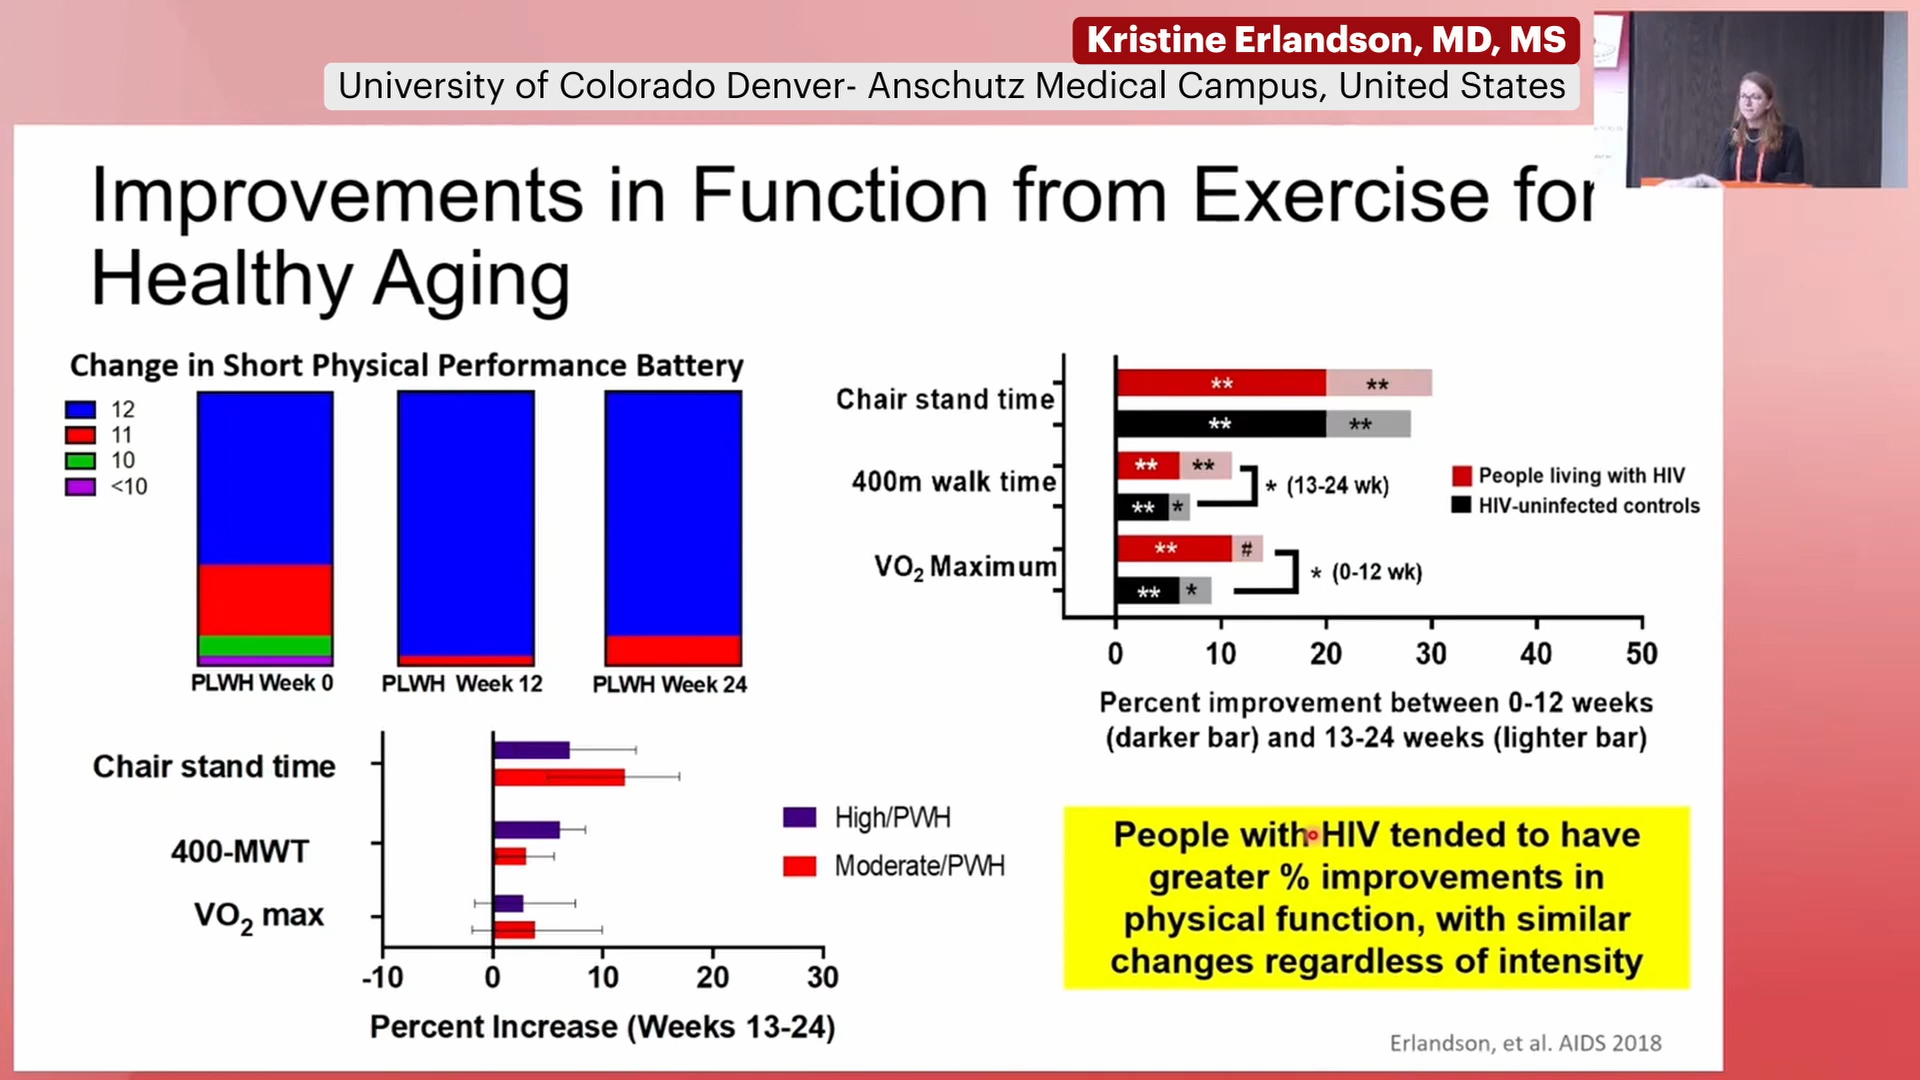 Kristine Erlandson, MD, MS
University of Colorado Denver- Anschutz Medical Campus, United States
Improvements in Function from Exercise for
Healthy Aging
Change in Short Physical Performance Battery
12
11
10
<10
PLWH Week 0
PLWH Week 12
PLWH Week 24
Chair stand time
** **
** **
400m walk time
** **
** *
* (13-24 wk)
VO2 Maximum
** #
** *
* (0-12 wk)
People living with HIV
HIV-uninfected controls
0 10 20 30 40 50
Percent improvement between 0-12 weeks
(darker bar) and 13-24 weeks (lighter bar)
Chair stand time
400-MWT
VO2 max
High/PWH
Moderate/PWH
-10 0 10 20 30
Percent Increase (Weeks 13-24)
People with HIV tended to have
greater % improvements in
physical function, with similar
changes regardless of intensity
Erlandson, et al. AIDS 2018